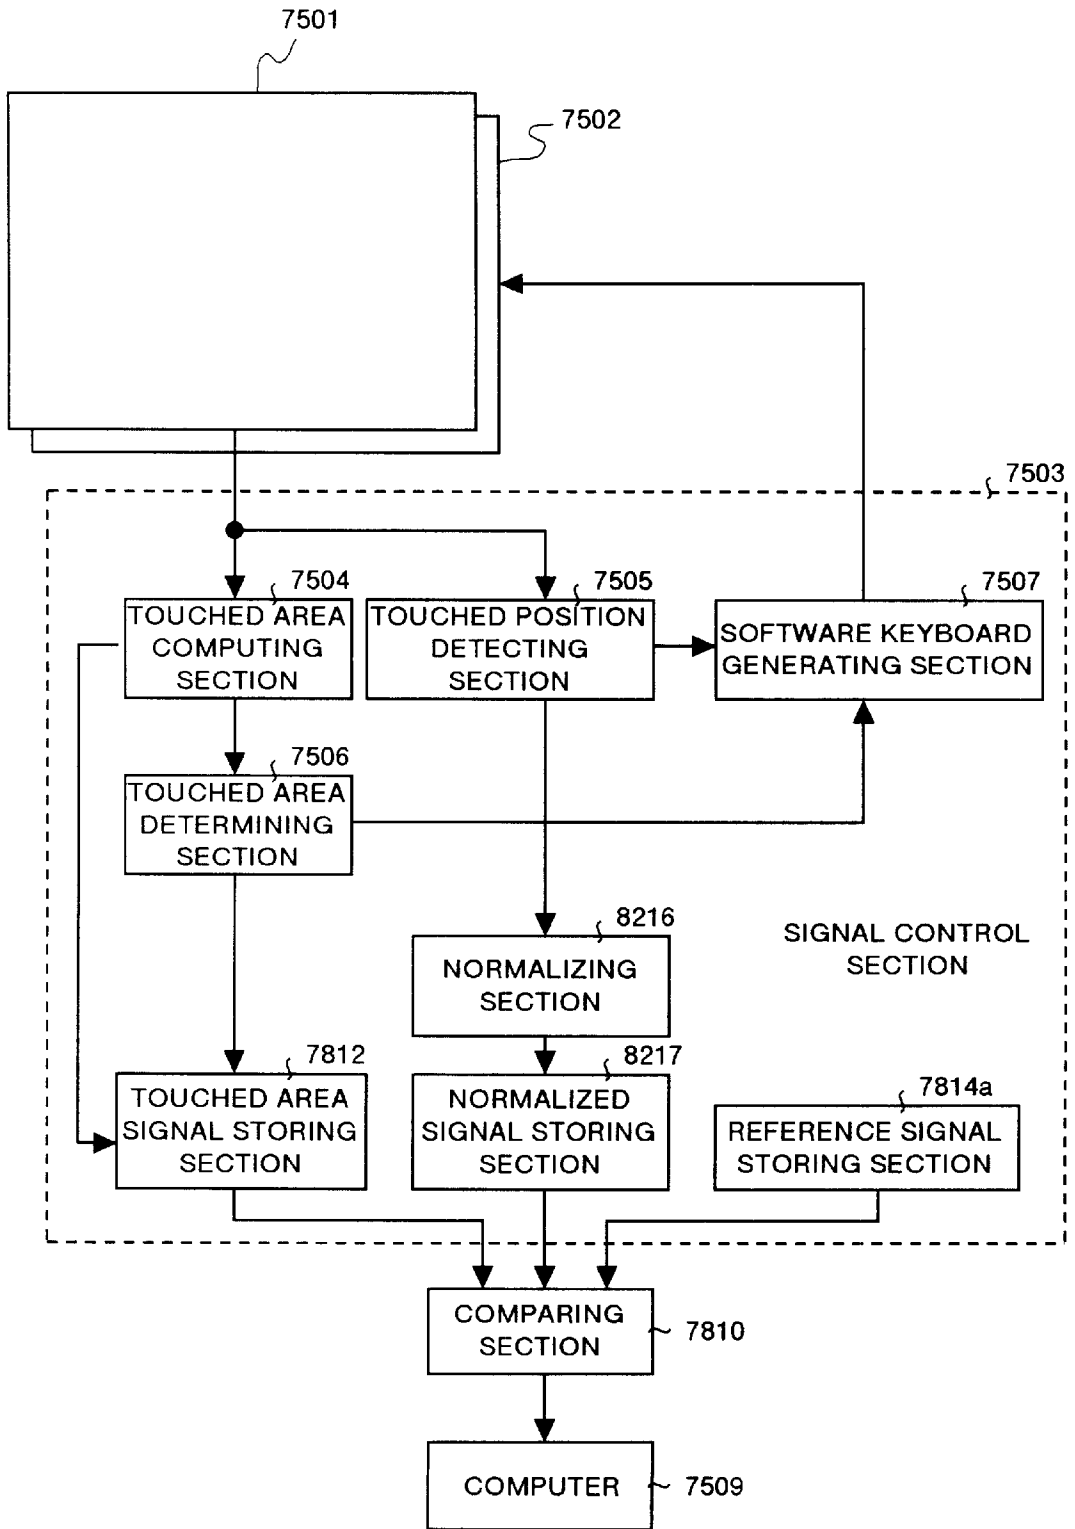 7501
7502
7503
7504
TOUCHED AREA
COMPUTING
SECTION
7505
TOUCHED POSITION
DETECTING
SECTION
7507
SOFTWARE KEYBOARD
GENERATING SECTION
7506
TOUCHED AREA
DETERMINING
SECTION
8216
NORMALIZING
SECTION
SIGNAL CONTROL
SECTION
7812
TOUCHED AREA
SIGNAL STORING
SECTION
8217
NORMALIZED
SIGNAL STORING
SECTION
7814a
REFERENCE SIGNAL
STORING SECTION
COMPARING
SECTION
7810
COMPUTER
7509